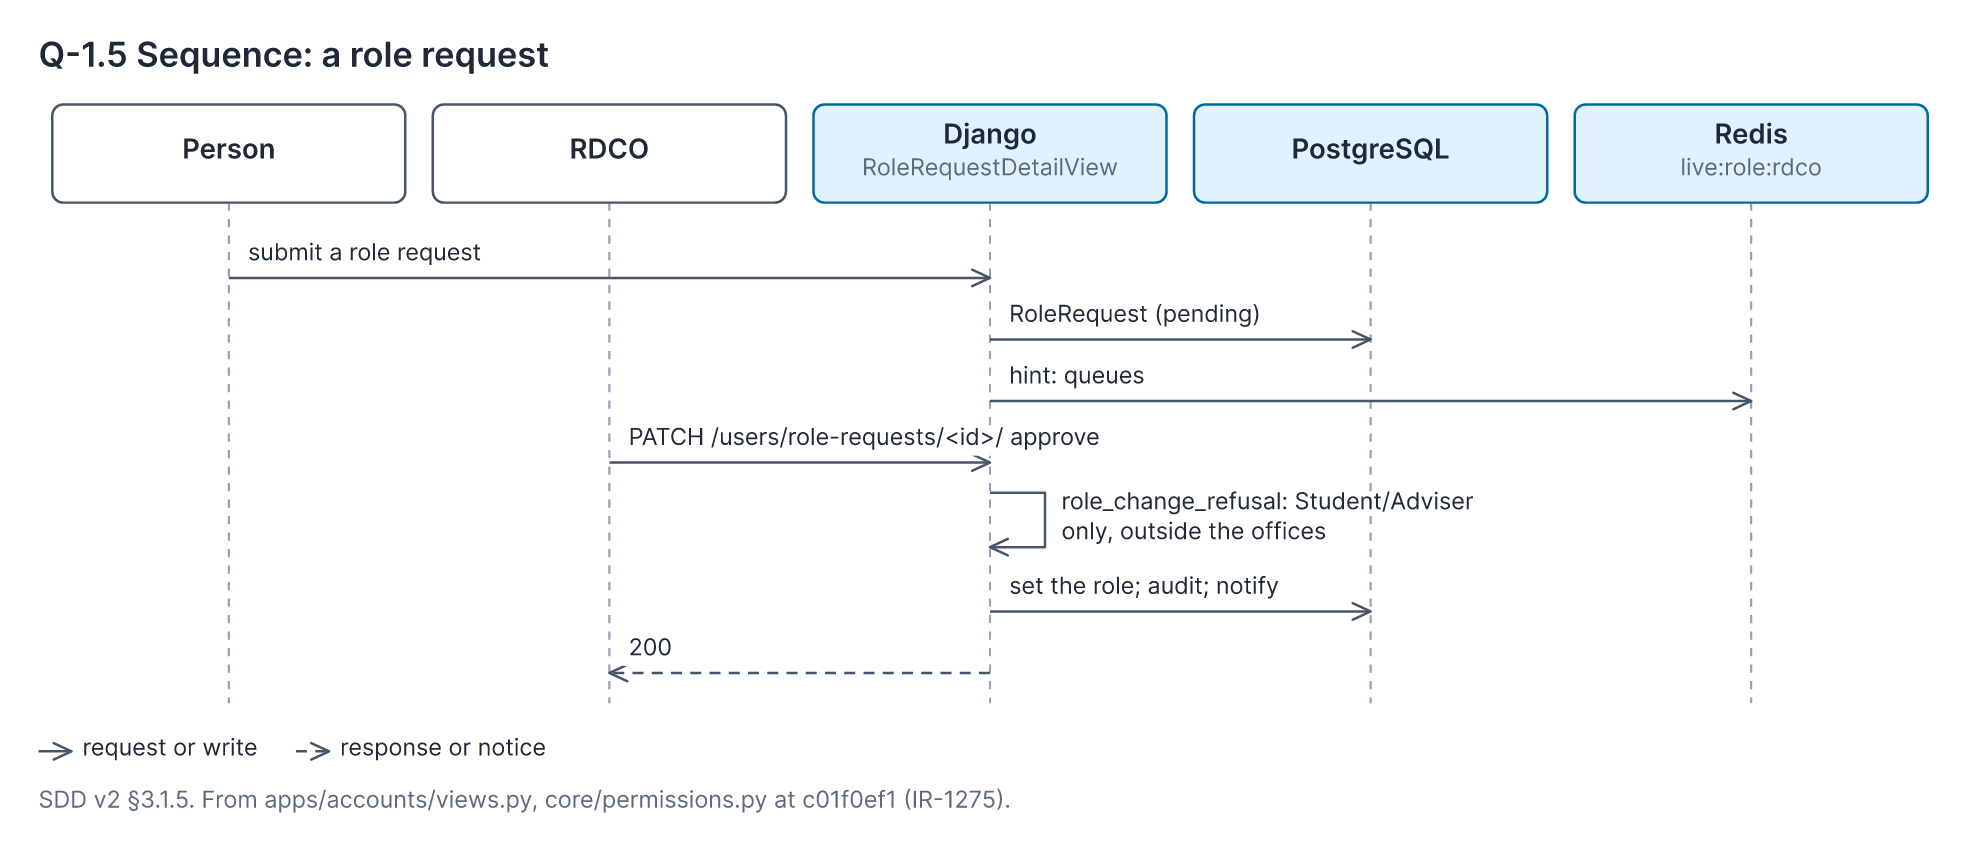 Q-1.5 Sequence: a role request
Person
RDCO
Django
RoleRequestDetailView
PostgreSQL
Redis
live:role:rdco
submit a role request
RoleRequest (pending)
hint: queues
PATCH /users/role-requests/<id>/ approve
role_change_refusal: Student/Adviser
only, outside the offices
set the role; audit; notify
200
request or write
response or notice
SDD v2 §3.1.5. From apps/accounts/views.py, core/permissions.py at c01f0ef1 (IR-1275).